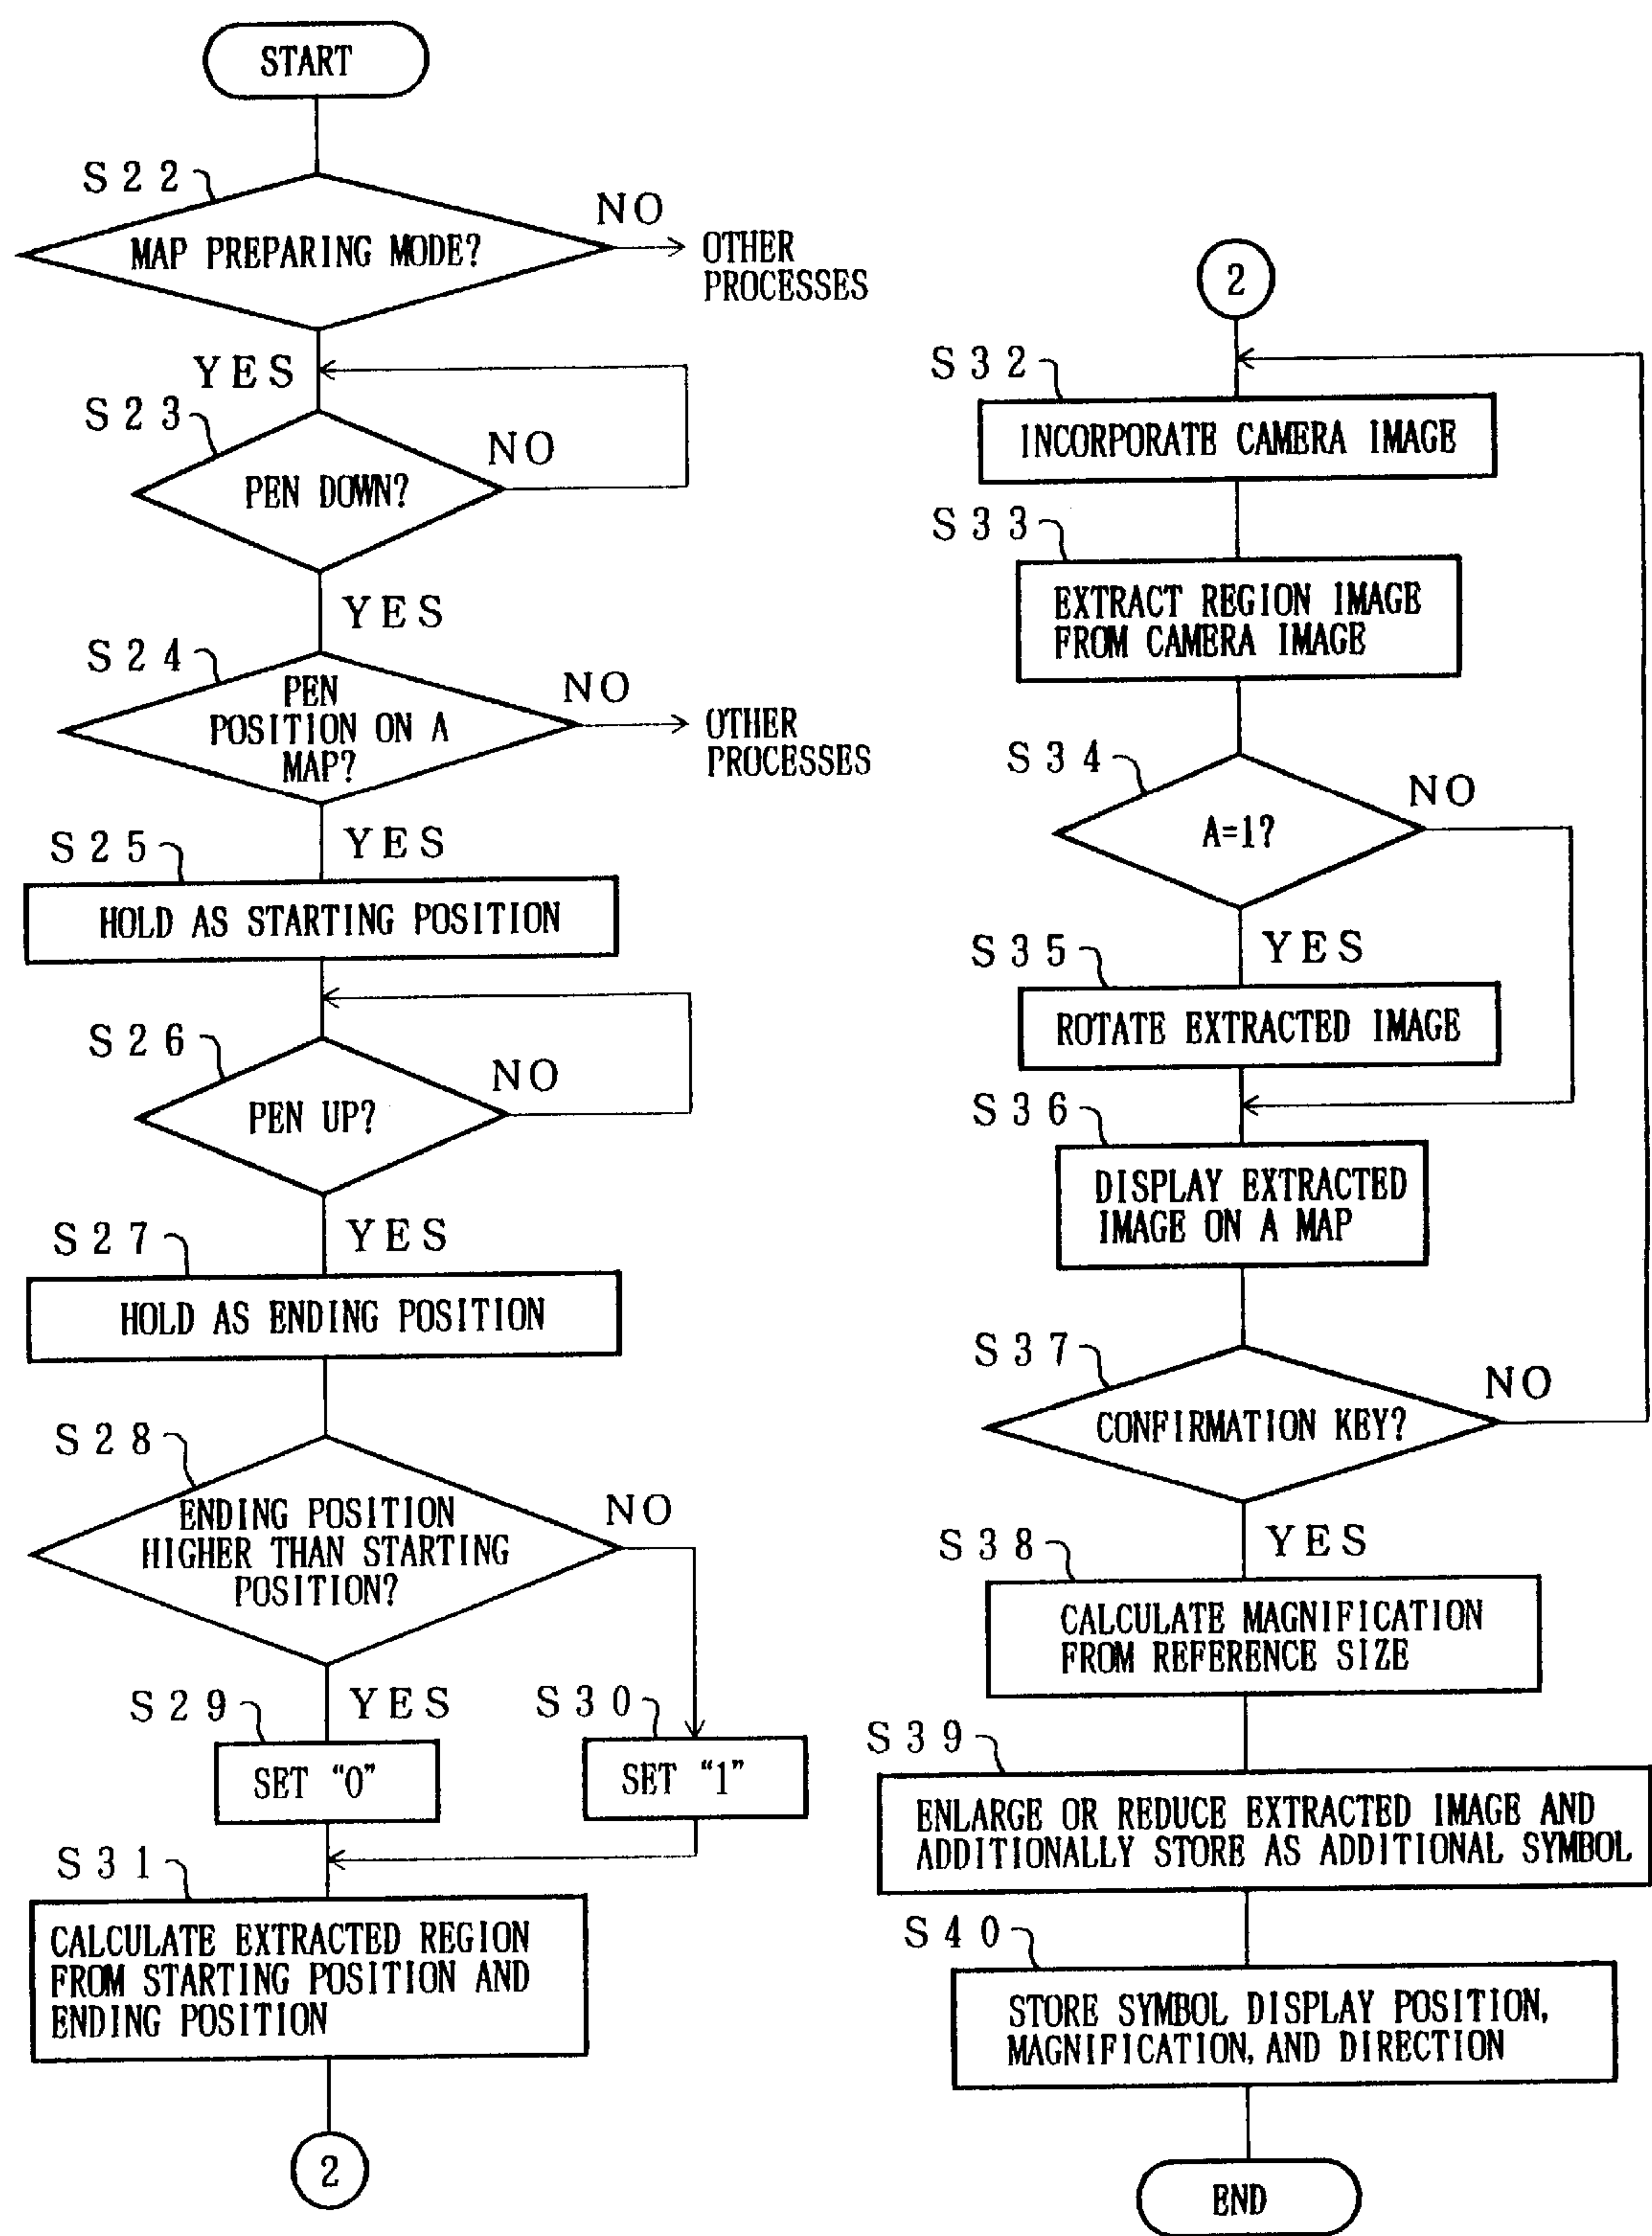 START
S22
MAP PREPARING MODE?
NO
OTHER
PROCESSES
YES
S23
PEN DOWN?
NO
YES
S24
PEN
POSITION ON A
MAP?
NO
OTHER
PROCESSES
YES
S25
HOLD AS STARTING POSITION
S26
PEN UP?
NO
YES
S27
HOLD AS ENDING POSITION
S28
ENDING POSITION
HIGHER THAN STARTING
POSITION?
NO
YES
S29
SET "0"
S30
SET "1"
S31
CALCULATE EXTRACTED REGION
FROM STARTING POSITION AND
ENDING POSITION
2
2
S32
INCORPORATE CAMERA IMAGE
S33
EXTRACT REGION IMAGE
FROM CAMERA IMAGE
S34
A=1?
NO
YES
S35
ROTATE EXTRACTED IMAGE
S36
DISPLAY EXTRACTED
IMAGE ON A MAP
S37
CONFIRMATION KEY?
NO
YES
S38
CALCULATE MAGNIFICATION
FROM REFERENCE SIZE
S39
ENLARGE OR REDUCE EXTRACTED IMAGE AND
ADDITIONALLY STORE AS ADDITIONAL SYMBOL
S40
STORE SYMBOL DISPLAY POSITION,
MAGNIFICATION, AND DIRECTION
END